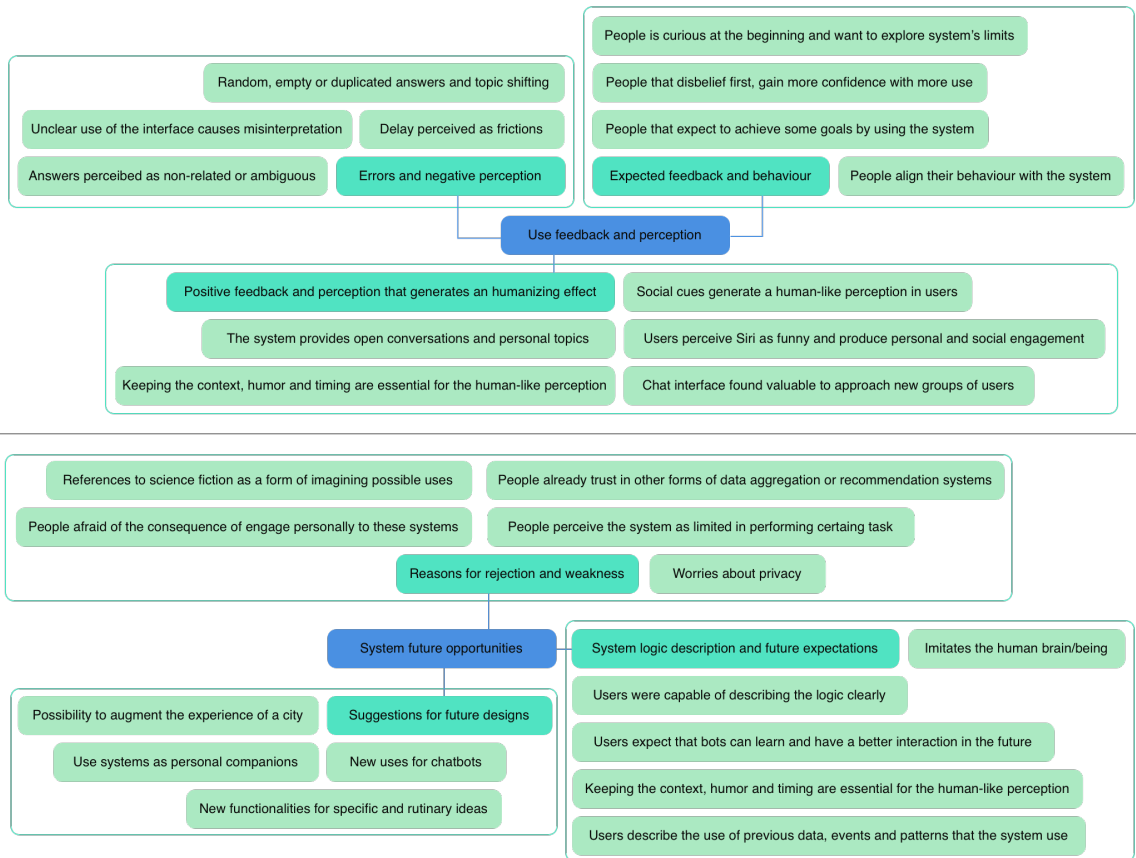 People is curious at the beginning and want to explore system's limits
Random, empty or duplicated answers and topic shifting
People that disbelief first, gain more confidence with more use
Unclear use of the interface causes misinterpretation
Delay perceived as frictions
People that expect to achieve some goals by using the system
Answers perceibed as non-related or ambiguous
Errors and negative perception
Expected feedback and behaviour
People align their behaviour with the system
Use feedback and perception
Positive feedback and perception that generates an humanizing effect
Social cues generate a human-like perception in users
The system provides open conversations and personal topics
Users perceive Siri as funny and produce personal and social engagement
Keeping the context, humor and timing are essential for the human-like perception
Chat interface found valuable to approach new groups of users
References to science fiction as a form of imagining possible uses
People already trust in other forms of data aggregation or recommendation systems
People afraid of the consequence of engage personally to these systems
People perceive the system as limited in performing certaing task
Reasons for rejection and weakness
Worries about privacy
System future opportunities
System logic description and future expectations
Imitates the human brain/being
Users were capable of describing the logic clearly
Possibility to augment the experience of a city
Suggestions for future designs
Users expect that bots can learn and have a better interaction in the future
Use systems as personal companions
New uses for chatbots
Keeping the context, humor and timing are essential for the human-like perception
New functionalities for specific and rutinary ideas
Users describe the use of previous data, events and patterns that the system use